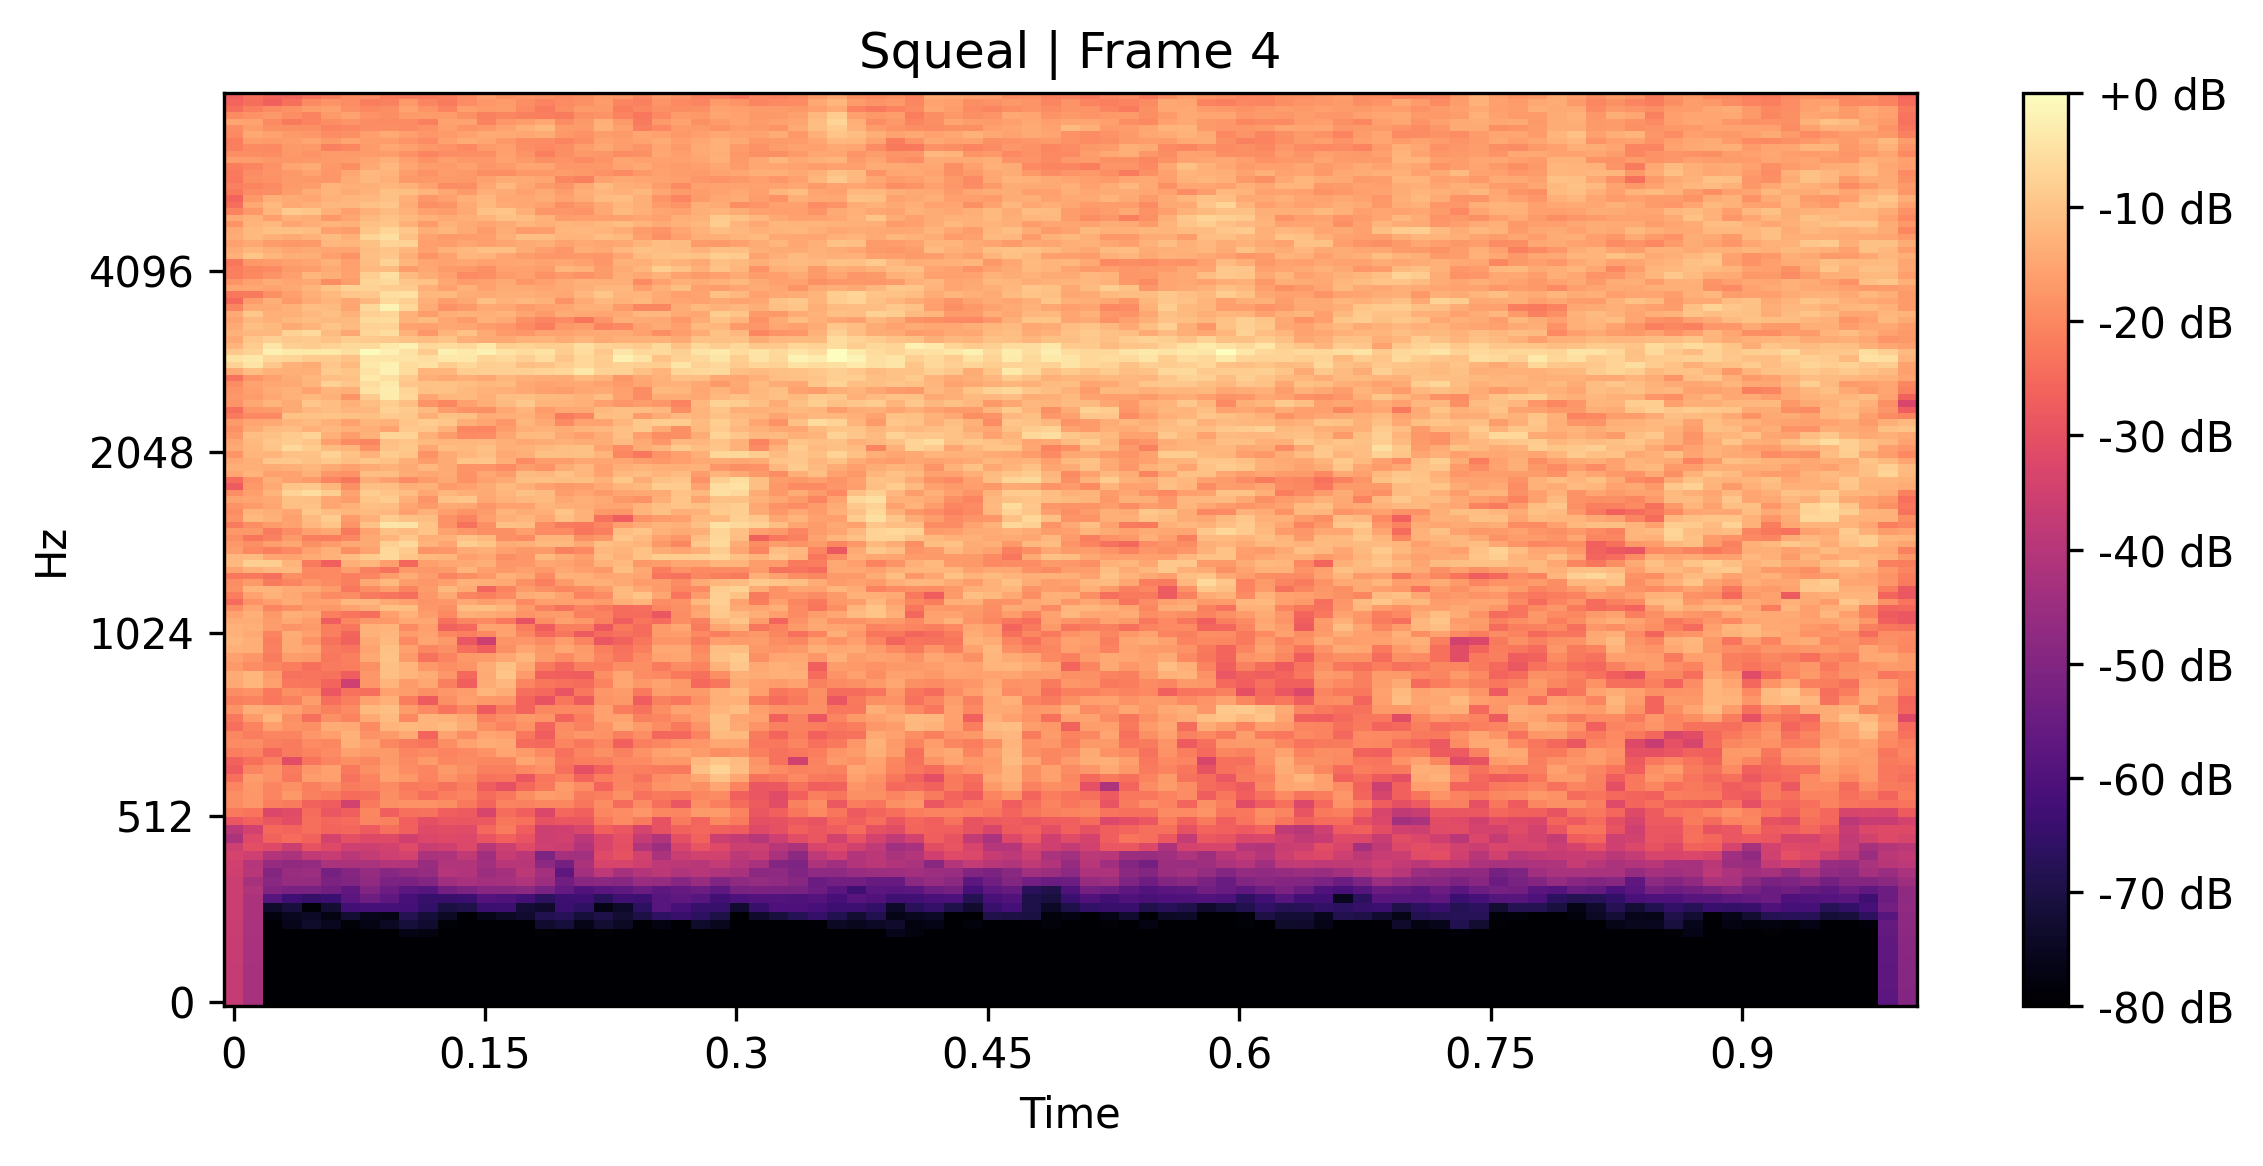 Squeal | Frame 4
+0 dB
-10 dB
-20 dB
-30 dB
-40 dB
-50 dB
-60 dB
-70 dB
-80 dB
4096
2048
1024
512
0
Hz
0 0.15 0.3 0.45 0.6 0.75 0.9
Time